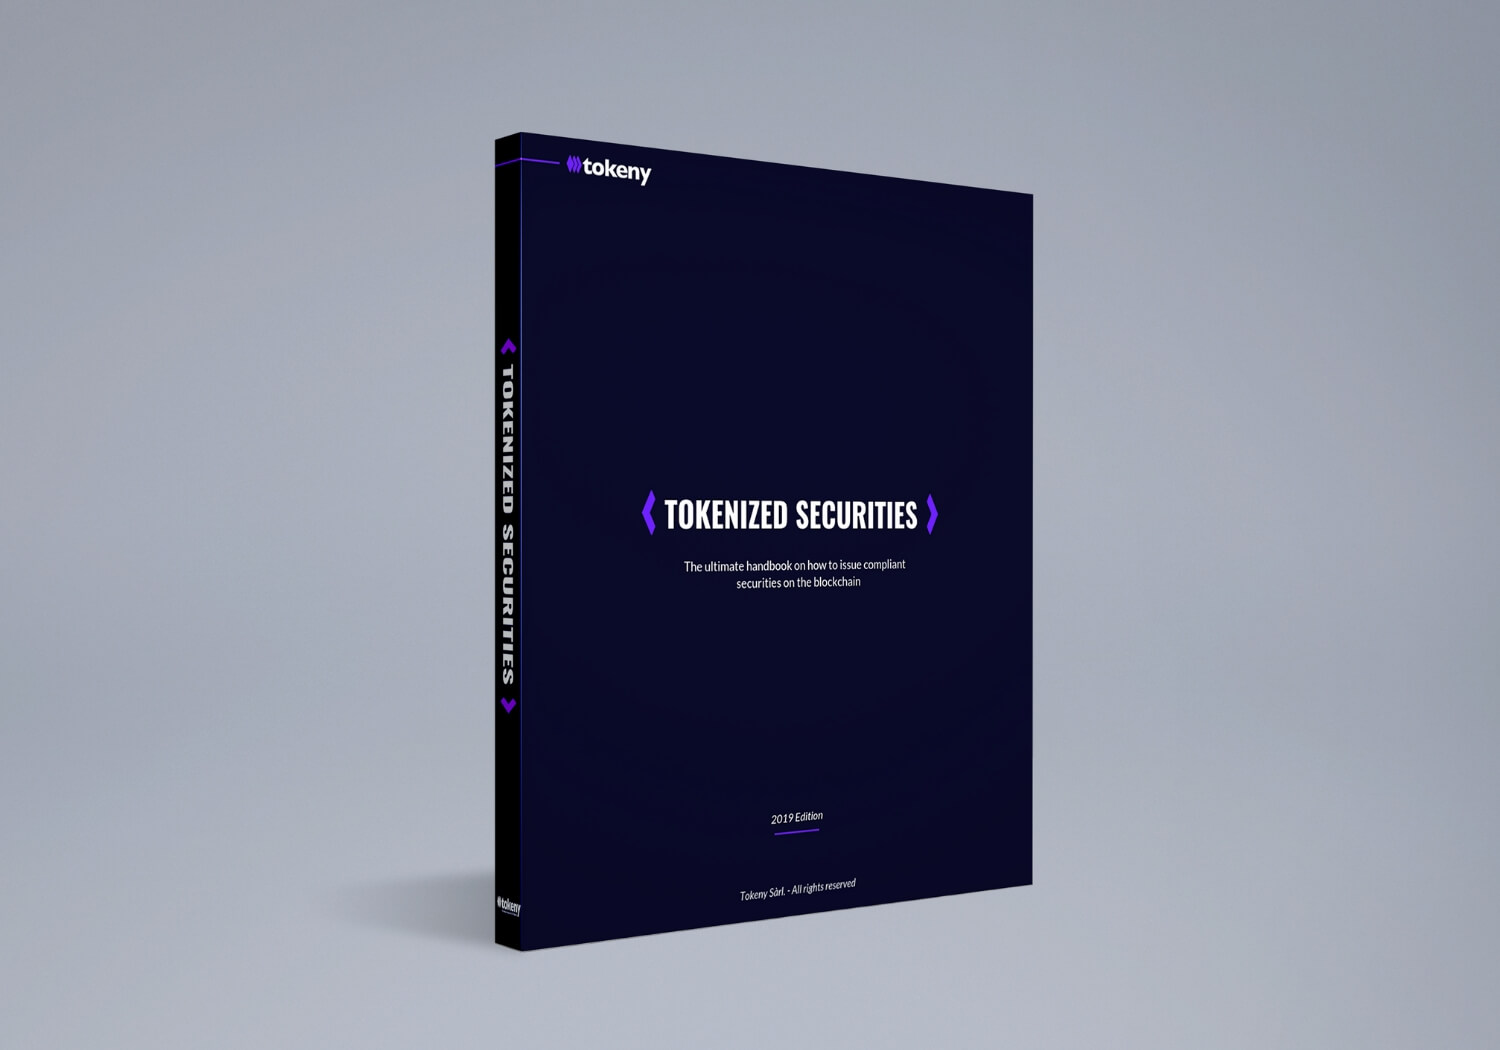 tokeny
TOKENIZED SECURITIES
The ultimate handbook on how to issue compliant
securities on the blockchain
2019 Edition
Tokeny Sàrl. - All rights reserved
TOKENIZED SECURITIES
tokeny